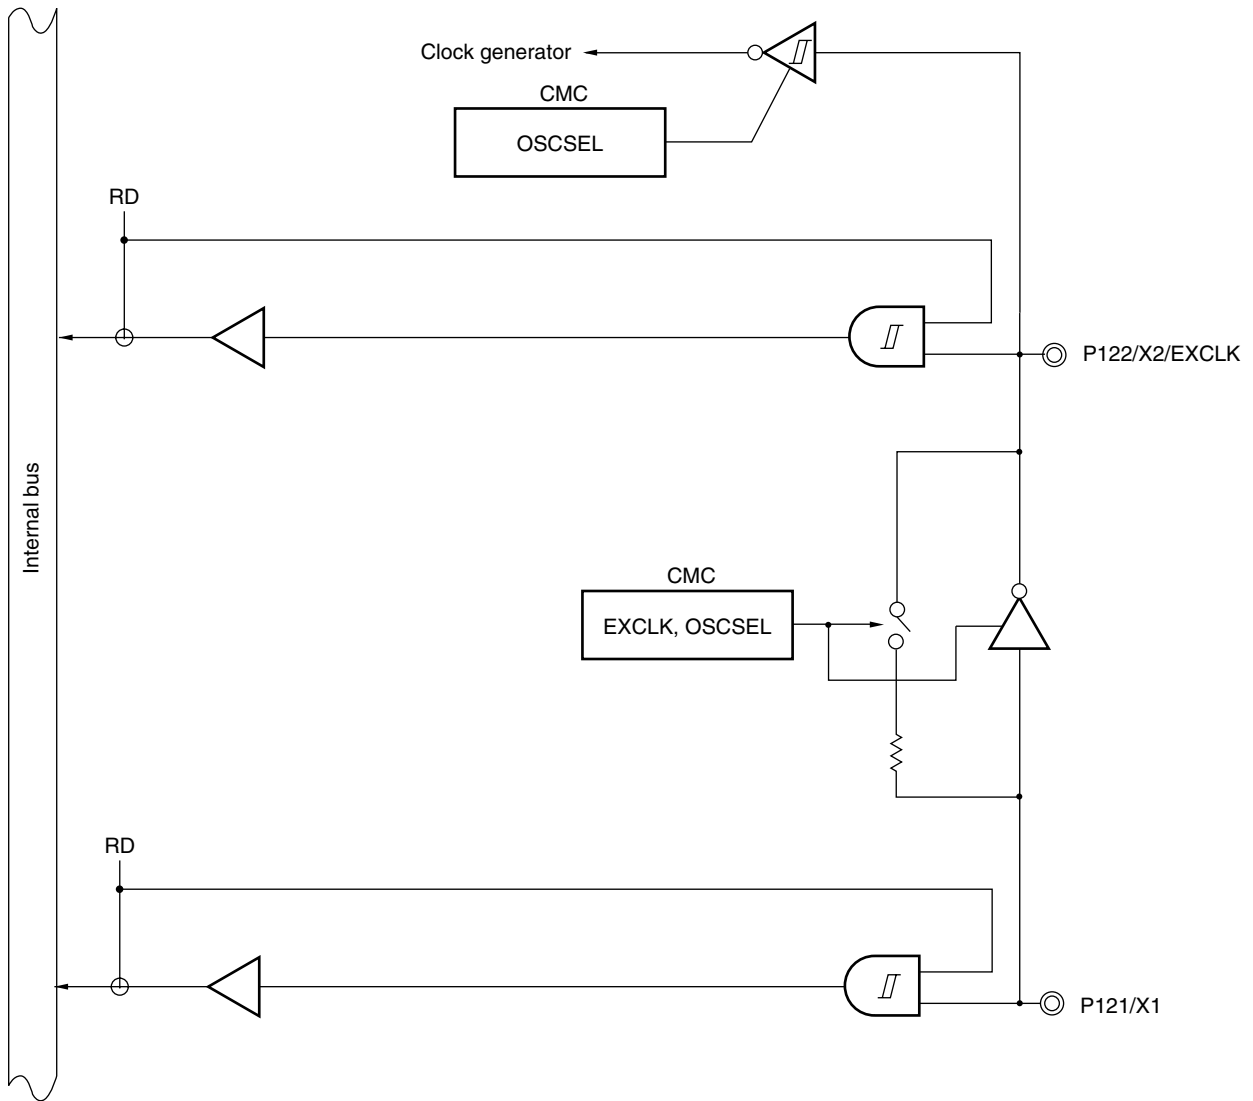 Clock generator
CMC
OSCSEL
RD
P122/X2/EXCLK
Internal bus
CMC
EXCLK, OSCSEL
RD
P121/X1